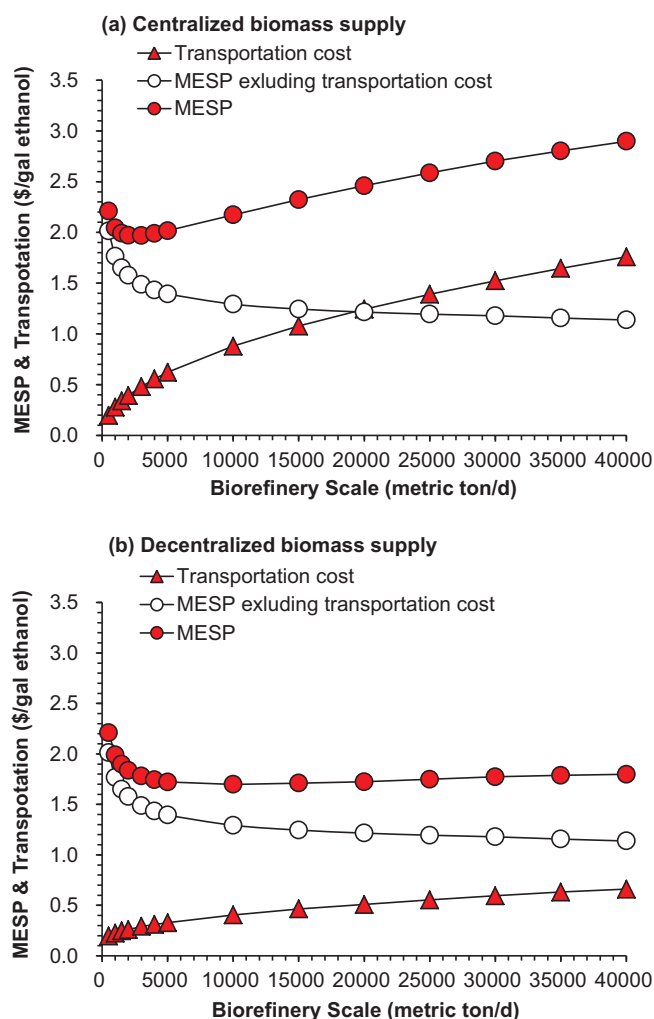 (a) Centralized biomass supply
Transportation cost
MESP exluding transportation cost
MESP
MESP & Transpotation ($/gal ethanol)
3.5
3.0
2.5
2.0
1.5
1.0
0.5
0.0
0 5000 10000 15000 20000 25000 30000 35000 40000
Biorefinery Scale (metric ton/d)
(b) Decentralized biomass supply
Transportation cost
MESP exluding transportation cost
MESP
MESP & Transpotation ($/gal ethanol)
3.5
3.0
2.5
2.0
1.5
1.0
0.5
0.0
0 5000 10000 15000 20000 25000 30000 35000 40000
Biorefinery Scale (metric ton/d)